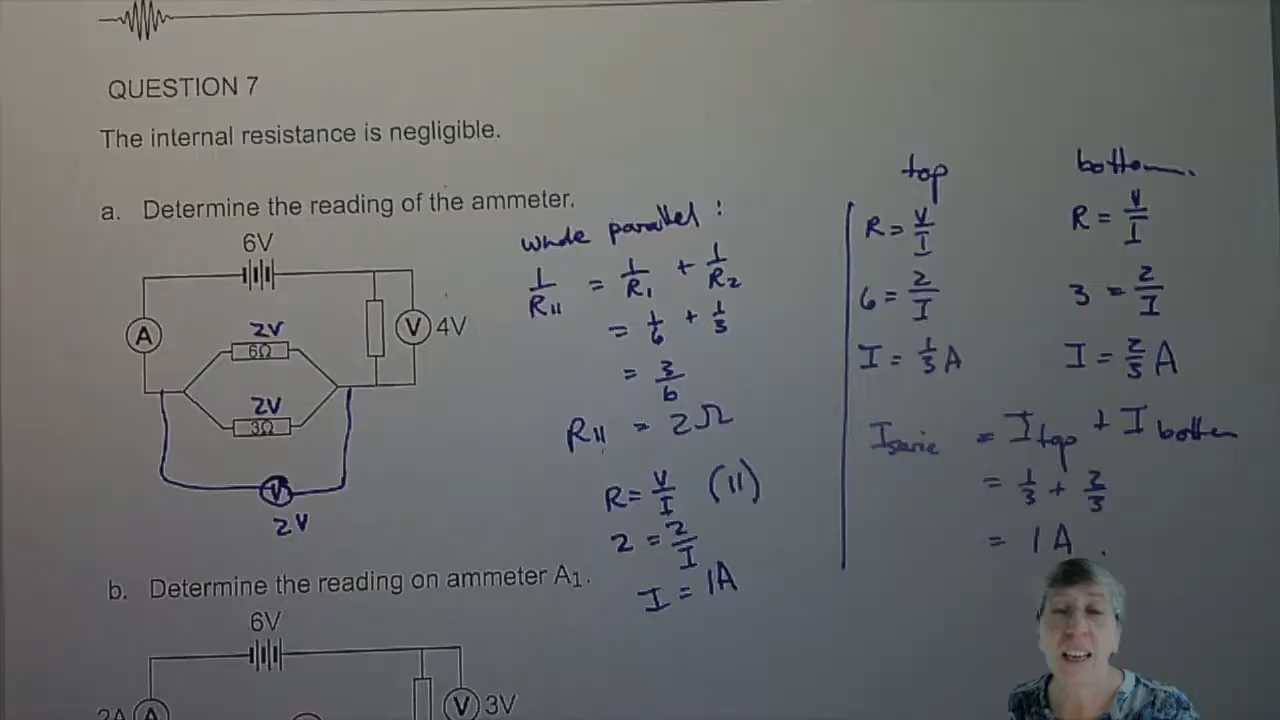 QUESTION 7
The internal resistance is negligible.
a. Determine the reading of the ammeter.
6V
A
2V
6Ω
V 4V
2V
3Ω
V
2V
whole parallel :
1/R|| = 1/R1 + 1/R2
= 1/6 + 1/3
= 3/6
R|| = 2Ω
R = V/I (||)
2 = 2/I
I = 1A
top
R = V/I
6 = 2/I
I = 1/3 A
bottom.
R = V/I
3 = 2/I
I = 2/3 A
I serie = I top + I bottom
= 1/3 + 2/3
= 1A.
b. Determine the reading on ammeter A1.
6V
2A A
V 3V